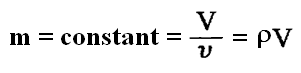 m = constant = V/υ = ρV